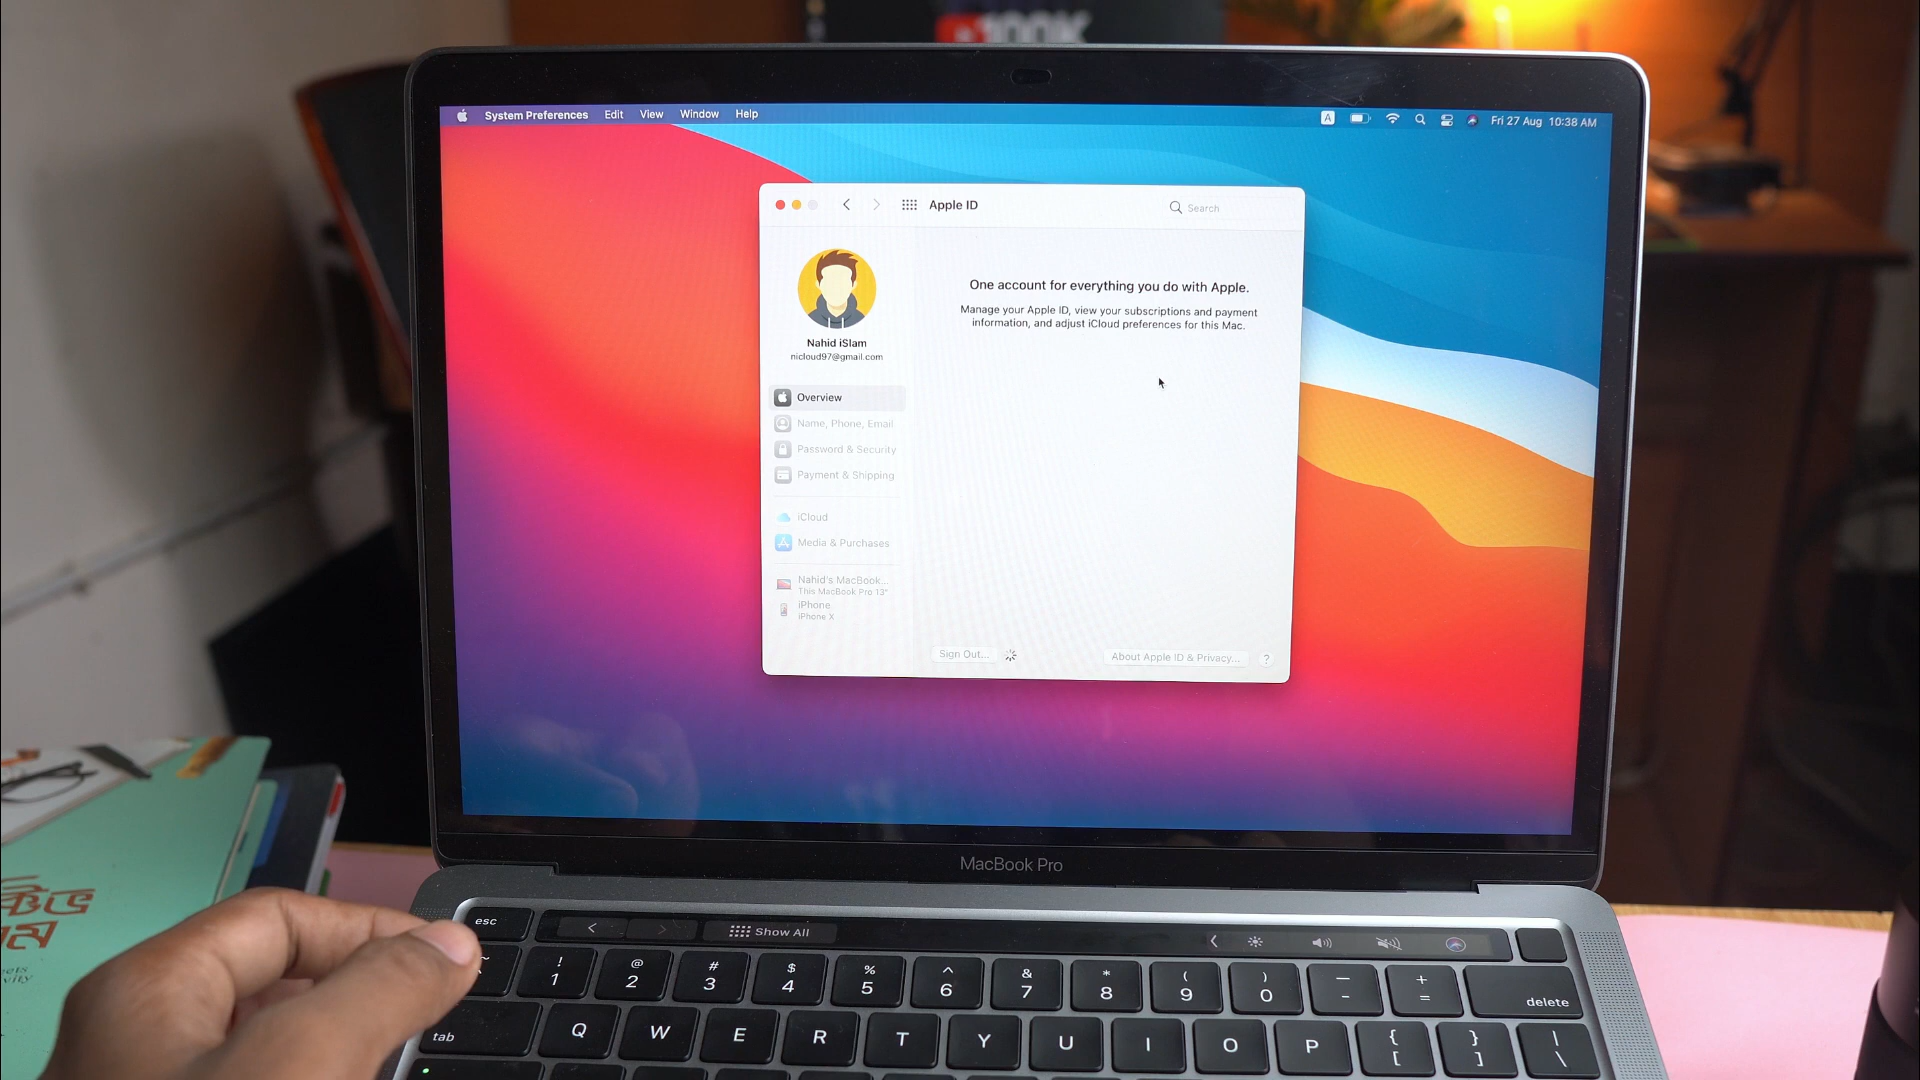 100K
System Preferences Edit View Window Help
A Fri 27 Aug 10:38 AM
Apple ID
Search
One account for everything you do with Apple.
Manage your Apple ID, view your subscriptions and payment
information, and adjust iCloud preferences for this Mac.
Nahid iSlam
nicloud97@gmail.com
Overview
Name, Phone, Email
Password & Security
Payment & Shipping
iCloud
Media & Purchases
Nahid's MacBook...
This MacBook Pro 13"
iPhone
iPhone X
Sign Out...
About Apple ID & Privacy...
?
MacBook Pro
esc
Show All
~
! @ # $ % ^ & * ( ) — +
1 2 3 4 5 6 7 8 9 0 - =
delete
tab
Q W E R T Y U I O P { } |
[ ] \